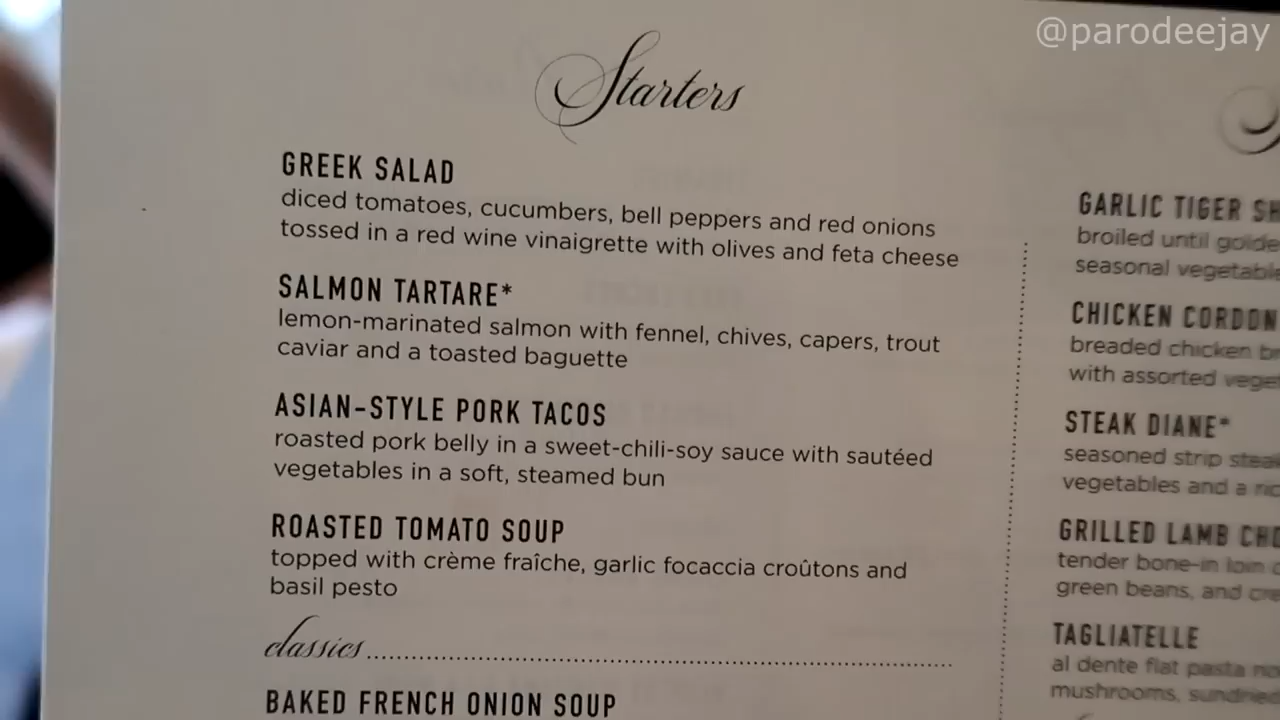 @parodeejay
Starters
GREEK SALAD
diced tomatoes, cucumbers, bell peppers and red onions
tossed in a red wine vinaigrette with olives and feta cheese
SALMON TARTARE*
lemon-marinated salmon with fennel, chives, capers, trout
caviar and a toasted baguette
ASIAN-STYLE PORK TACOS
roasted pork belly in a sweet-chili-soy sauce with sautéed
vegetables in a soft, steamed bun
ROASTED TOMATO SOUP
topped with crème fraîche, garlic focaccia croûtons and
basil pesto
classics
BAKED FRENCH ONION SOUP
GARLIC TIGER
broiled until
seasonal
CHICKEN CORDON
breaded chicken
with assorted
STEAK DIANE*
seasoned strip
vegetables and a
GRILLED LAMB
tender bone-in loin
green beans, and
TAGLIATELLE
al dente flat pasta
mushrooms,